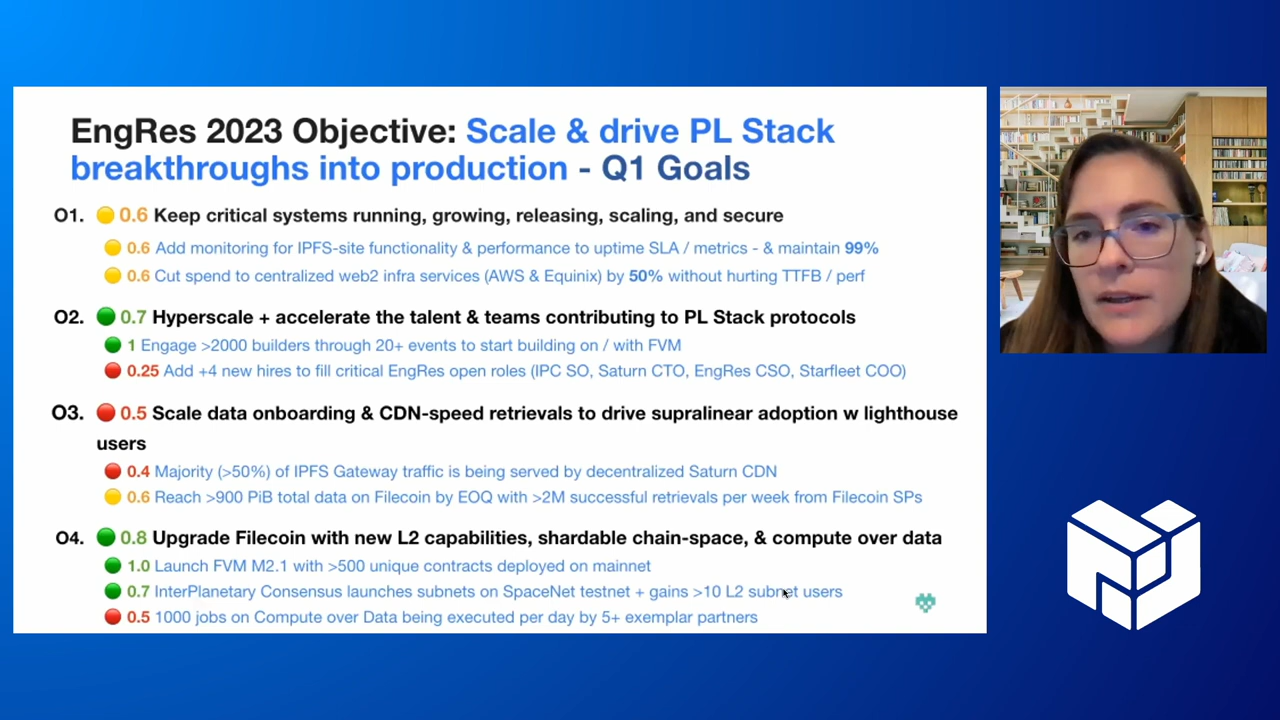 EngRes 2023 Objective: Scale & drive PL Stack
breakthroughs into production - Q1 Goals
O1. 0.6 Keep critical systems running, growing, releasing, scaling, and secure
0.6 Add monitoring for IPFS-site functionality & performance to uptime SLA / metrics - & maintain 99%
0.6 Cut spend to centralized web2 infra services (AWS & Equinix) by 50% without hurting TTFB / perf
O2. 0.7 Hyperscale + accelerate the talent & teams contributing to PL Stack protocols
1 Engage >2000 builders through 20+ events to start building on / with FVM
0.25 Add +4 new hires to fill critical EngRes open roles (IPC SO, Saturn CTO, EngRes CSO, Starfleet COO)
O3. 0.5 Scale data onboarding & CDN-speed retrievals to drive supralinear adoption w lighthouse
users
0.4 Majority (>50%) of IPFS Gateway traffic is being served by decentralized Saturn CDN
0.6 Reach >900 PiB total data on Filecoin by EOQ with >2M successful retrievals per week from Filecoin SPs
O4. 0.8 Upgrade Filecoin with new L2 capabilities, shardable chain-space, & compute over data
1.0 Launch FVM M2.1 with >500 unique contracts deployed on mainnet
0.7 InterPlanetary Consensus launches subnets on SpaceNet testnet + gains >10 L2 subnet users
0.5 1000 jobs on Compute over Data being executed per day by 5+ exemplar partners